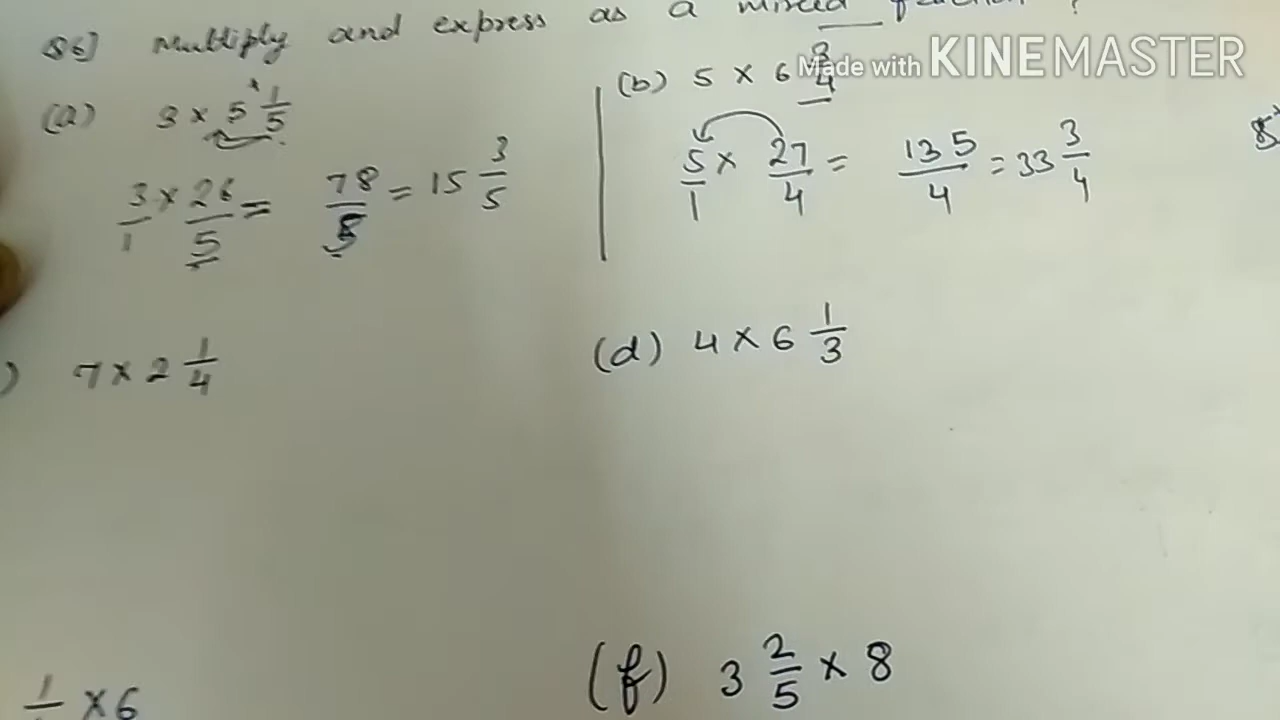 Q6] Multiply and express as a mixed fraction ?
(a) 3 × 5 1/5
3/1 × 26/5 = 78/5 = 15 3/5
(b) 5 × 6 3/4
5/1 × 27/4 = 135/4 = 33 3/4
Made with KINEMASTER
) 7 × 2 1/4
(d) 4 × 6 1/3
× 6
(f) 3 2/5 × 8